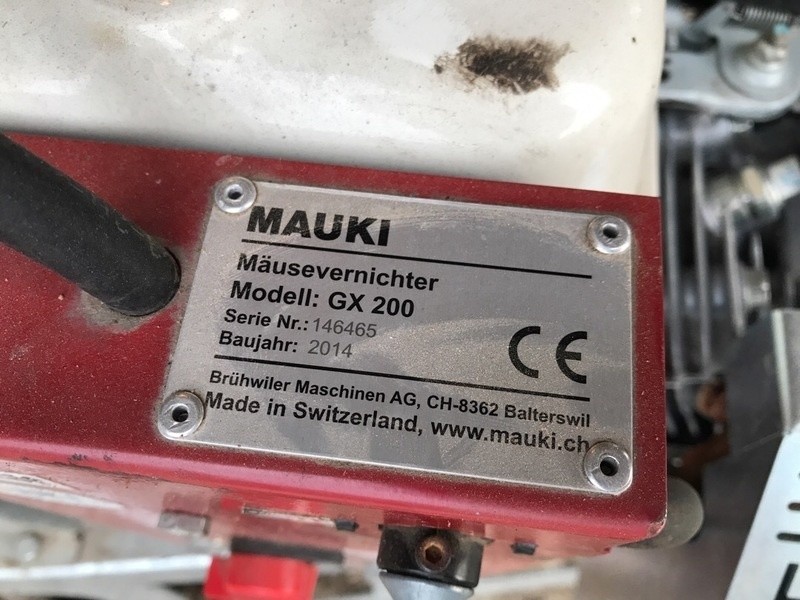 MAUKI
Mäusevernichter
Modell: GX 200
Serie Nr.: 146465
Baujahr: 2014
CE
Brühwiler Maschinen AG, CH-8362 Balterswil
Made in Switzerland, www.mauki.ch